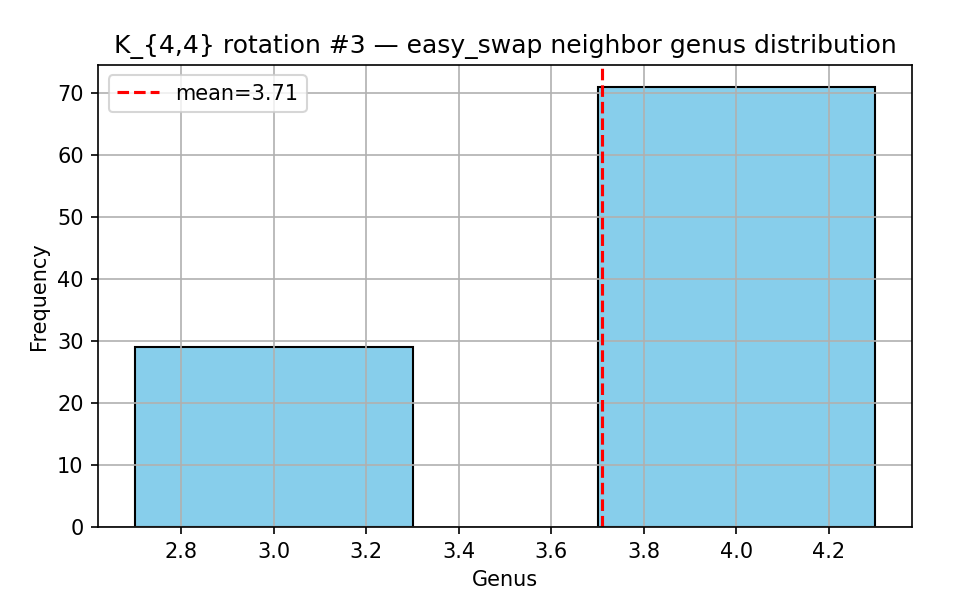 K_{4,4} rotation #3 — easy_swap neighbor genus distribution
mean=3.71
Frequency
70
60
50
40
30
20
10
0
2.8 3.0 3.2 3.4 3.6 3.8 4.0 4.2
Genus